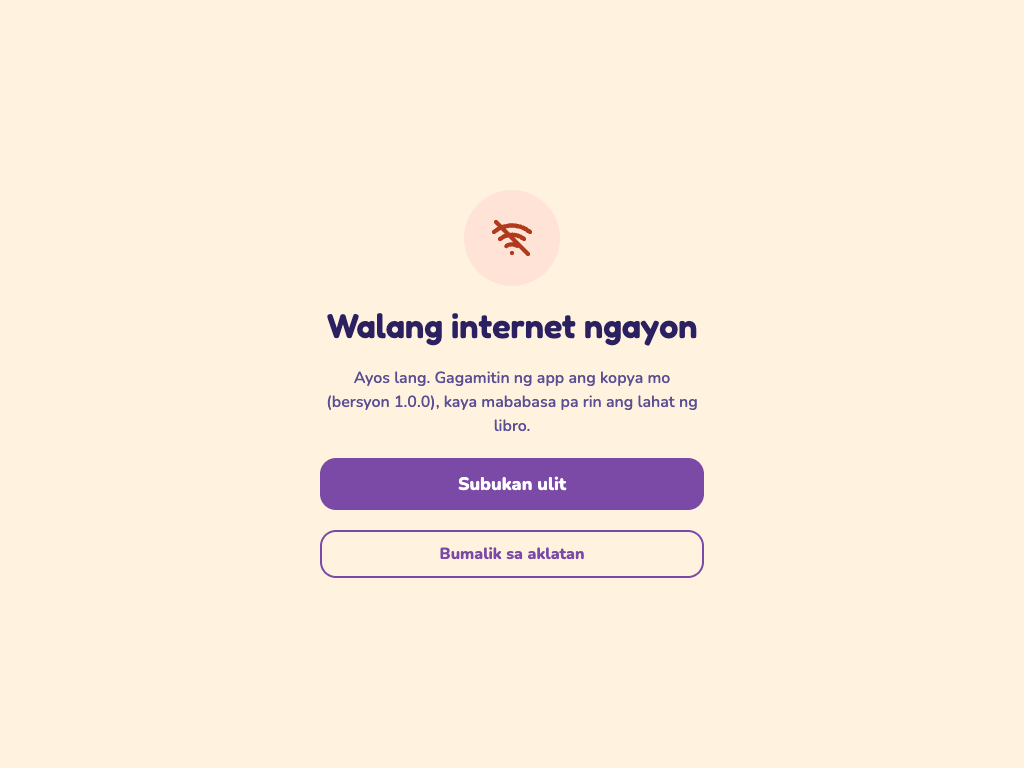 Walang internet ngayon
Ayos lang. Gagamitin ng app ang kopya mo
(bersyon 1.0.0), kaya mababasa pa rin ang lahat ng
libro.
Subukan ulit
Bumalik sa aklatan